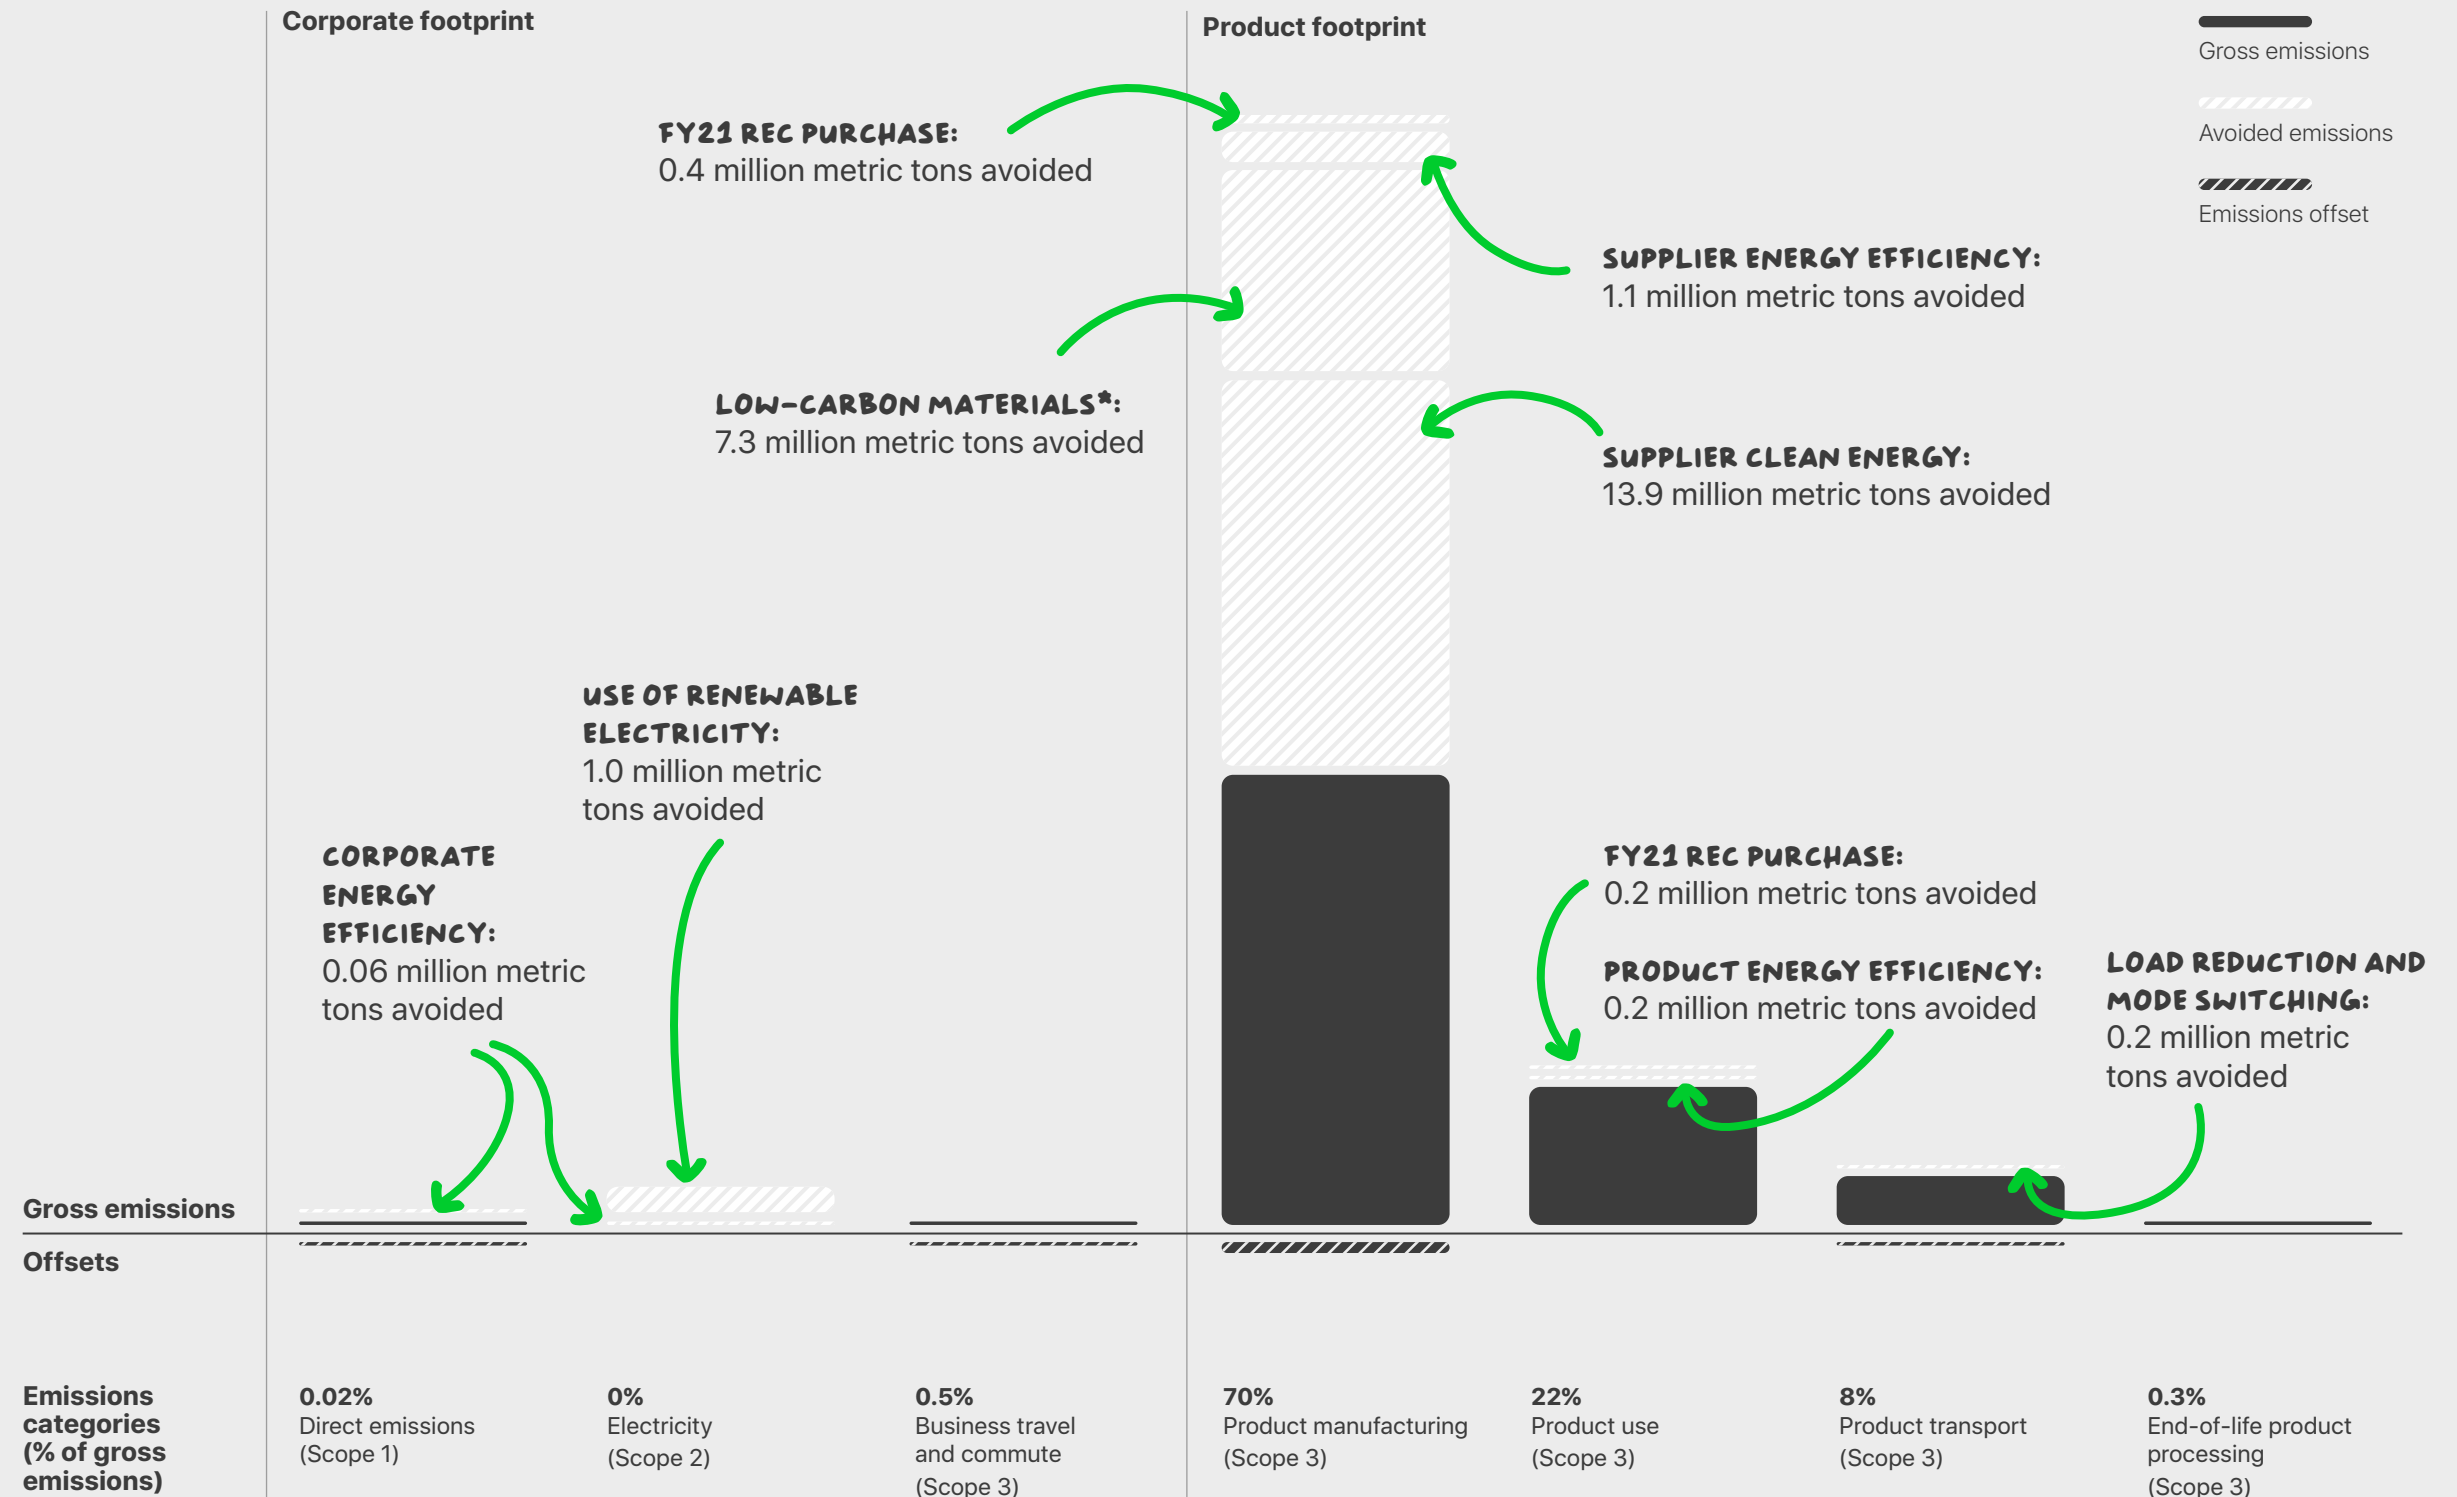 Corporate footprint
Product footprint
Gross emissions
Avoided emissions
Emissions offset
FY21 REC PURCHASE:
0.4 million metric tons avoided
SUPPLIER ENERGY EFFICIENCY:
1.1 million metric tons avoided
LOW-CARBON MATERIALS*:
7.3 million metric tons avoided
SUPPLIER CLEAN ENERGY:
13.9 million metric tons avoided
USE OF RENEWABLE
ELECTRICITY:
1.0 million metric
tons avoided
CORPORATE
ENERGY
EFFICIENCY:
0.06 million metric
tons avoided
FY21 REC PURCHASE:
0.2 million metric tons avoided
PRODUCT ENERGY EFFICIENCY:
0.2 million metric tons avoided
LOAD REDUCTION AND
MODE SWITCHING:
0.2 million metric
tons avoided
Gross emissions
Offsets
Emissions
categories
(% of gross
emissions)
0.02%
Direct emissions
(Scope 1)
0%
Electricity
(Scope 2)
0.5%
Business travel
and commute
(Scope 3)
70%
Product manufacturing
(Scope 3)
22%
Product use
(Scope 3)
8%
Product transport
(Scope 3)
0.3%
End-of-life product
processing
(Scope 3)